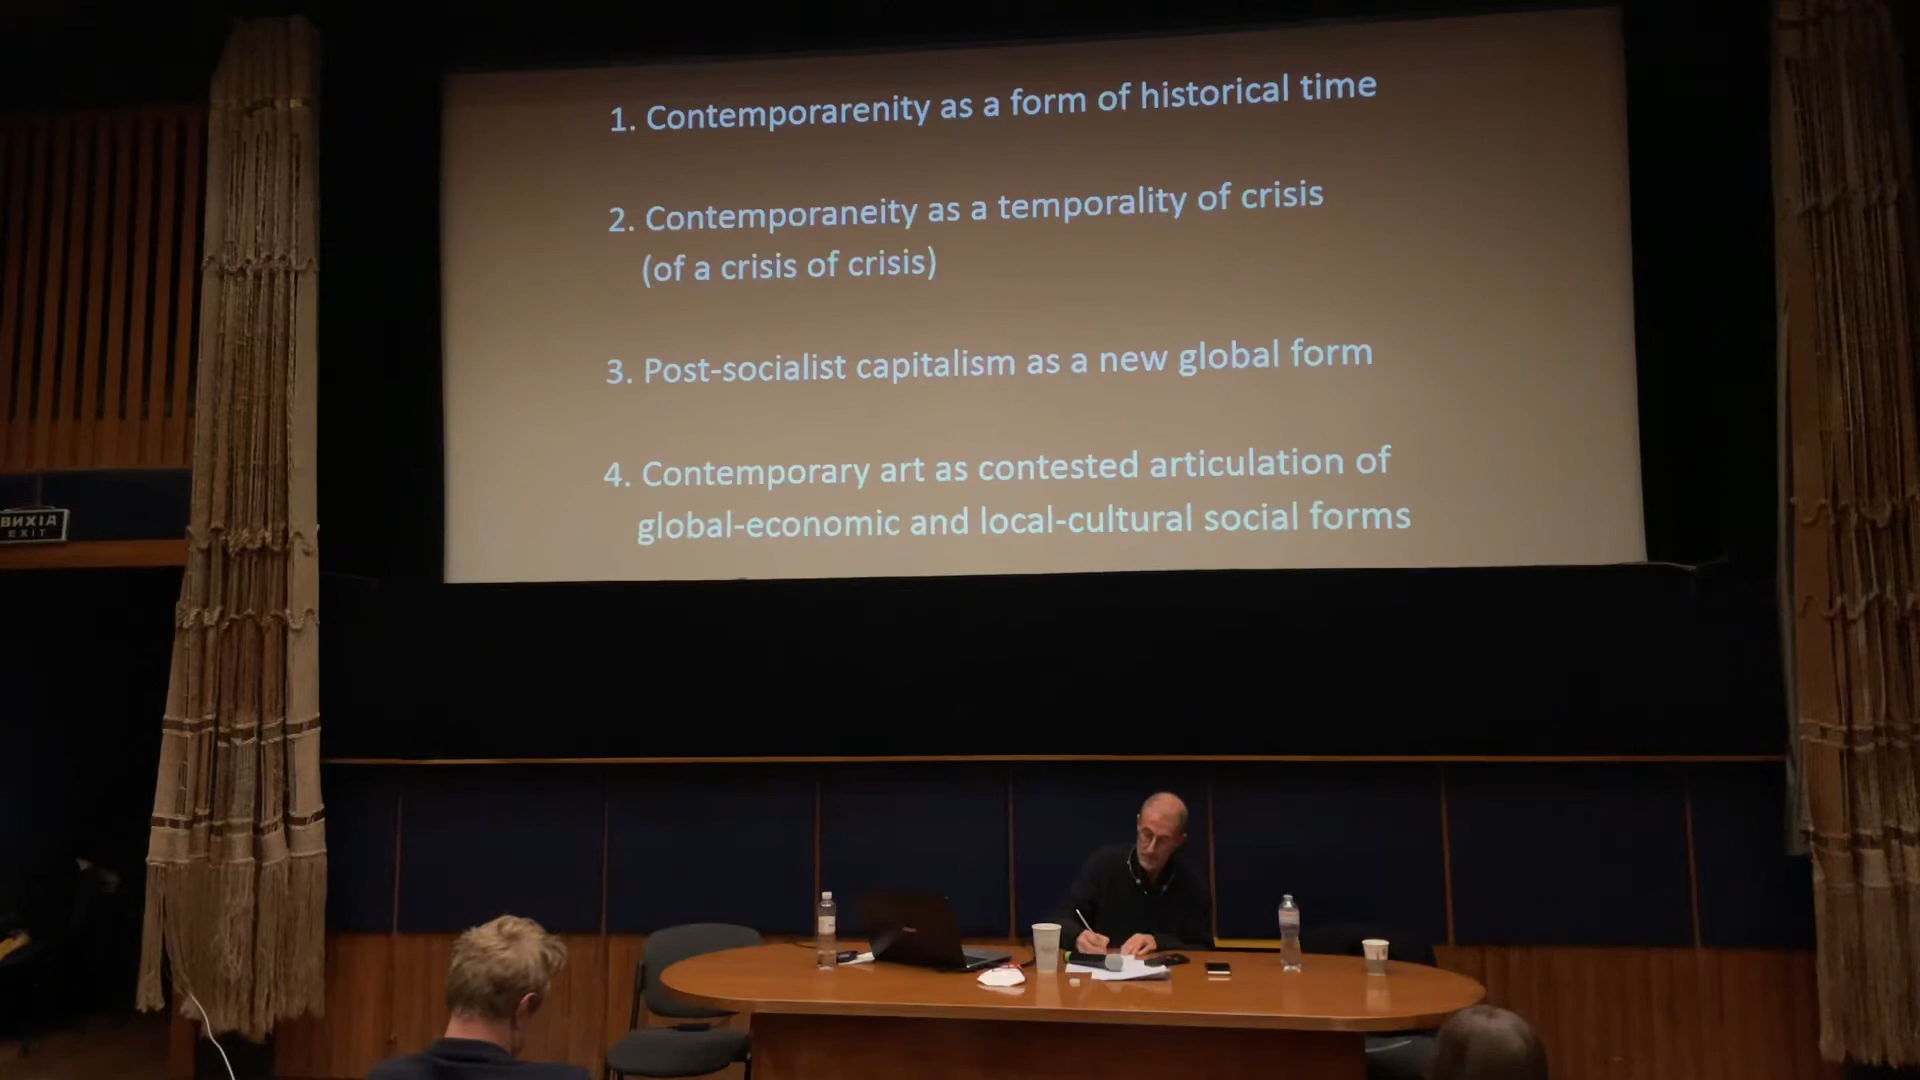 1. Contemporarenity as a form of historical time
2. Contemporaneity as a temporality of crisis
(of a crisis of crisis)
3. Post-socialist capitalism as a new global form
4. Contemporary art as contested articulation of
global-economic and local-cultural social forms
ВИХІД
EXIT